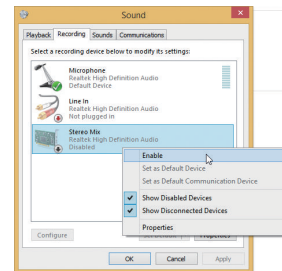 Sound
Playback Recording Sounds Communications
Select a recording device below to modify its settings:
Microphone
Realtek High Definition Audio
Default Device
Line In
Realtek High Definition Audio
Not plugged in
Stereo Mix
Realtek High Definition Audio
Disabled
Enable
Set as Default Device
Set as Default Communication Device
Show Disabled Devices
Show Disconnected Devices
Properties
Configure Properties
OK Cancel Apply